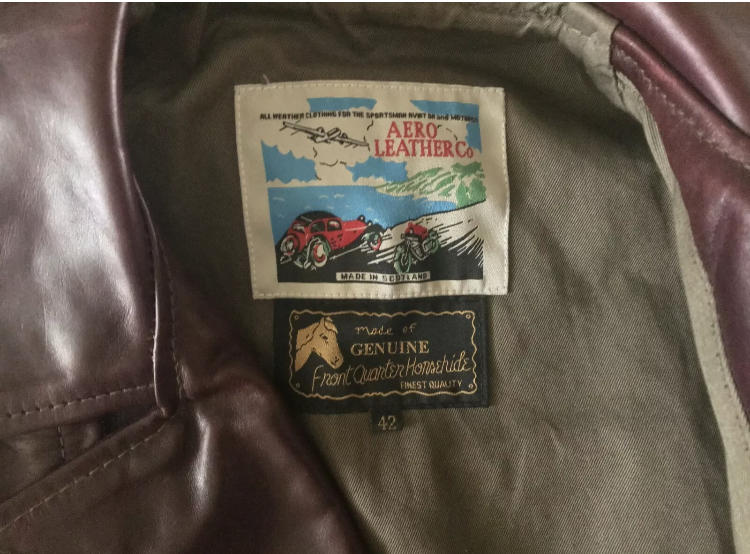 ALL WEATHER CLOTHING FOR THE SPORTSMAN AVIATOR AND MOTORIST
AERO
LEATHER Co
MADE IN SCOTLAND
made of
GENUINE
Front Quarter Horsehide
FINEST QUALITY
42